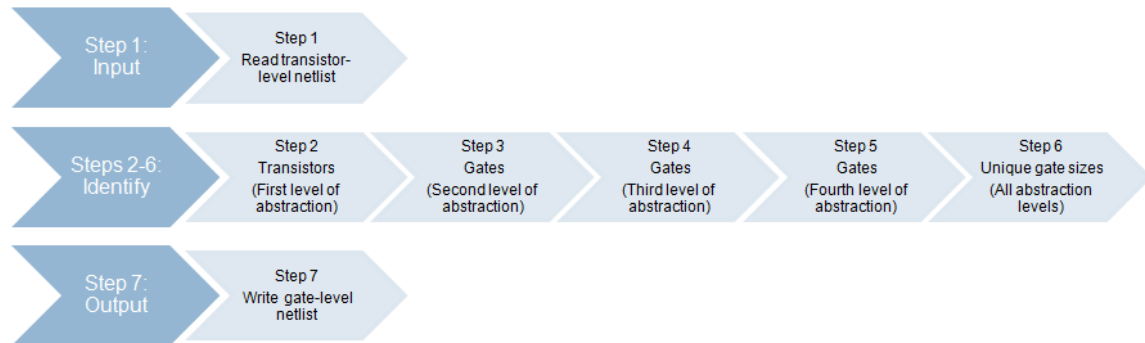 Step 1:
Input
Step 1
Read transistor-
level netlist
Steps 2-6:
Identify
Step 2
Transistors
(First level of
abstraction)
Step 3
Gates
(Second level of
abstraction)
Step 4
Gates
(Third level of
abstraction)
Step 5
Gates
(Fourth level of
abstraction)
Step 6
Unique gate sizes
(All abstraction
levels)
Step 7:
Output
Step 7
Write gate-level
netlist